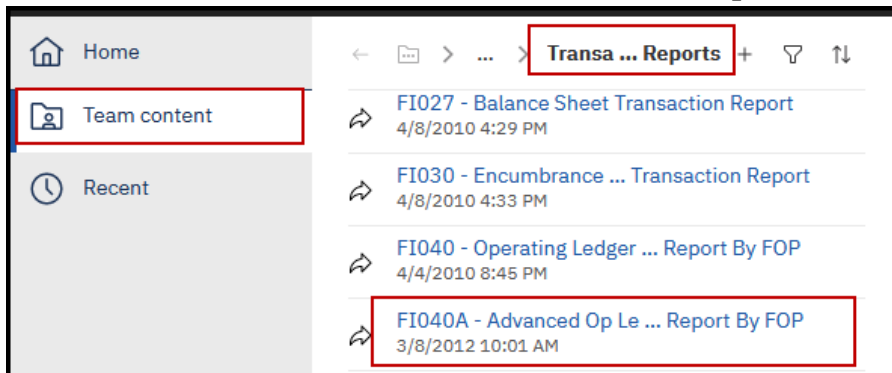 Home
Team content
Recent
... > Transa ... Reports +
FI027 - Balance Sheet Transaction Report
4/8/2010 4:29 PM
FI030 - Encumbrance ... Transaction Report
4/8/2010 4:33 PM
FI040 - Operating Ledger ... Report By FOP
4/4/2010 8:45 PM
FI040A - Advanced Op Le ... Report By FOP
3/8/2012 10:01 AM